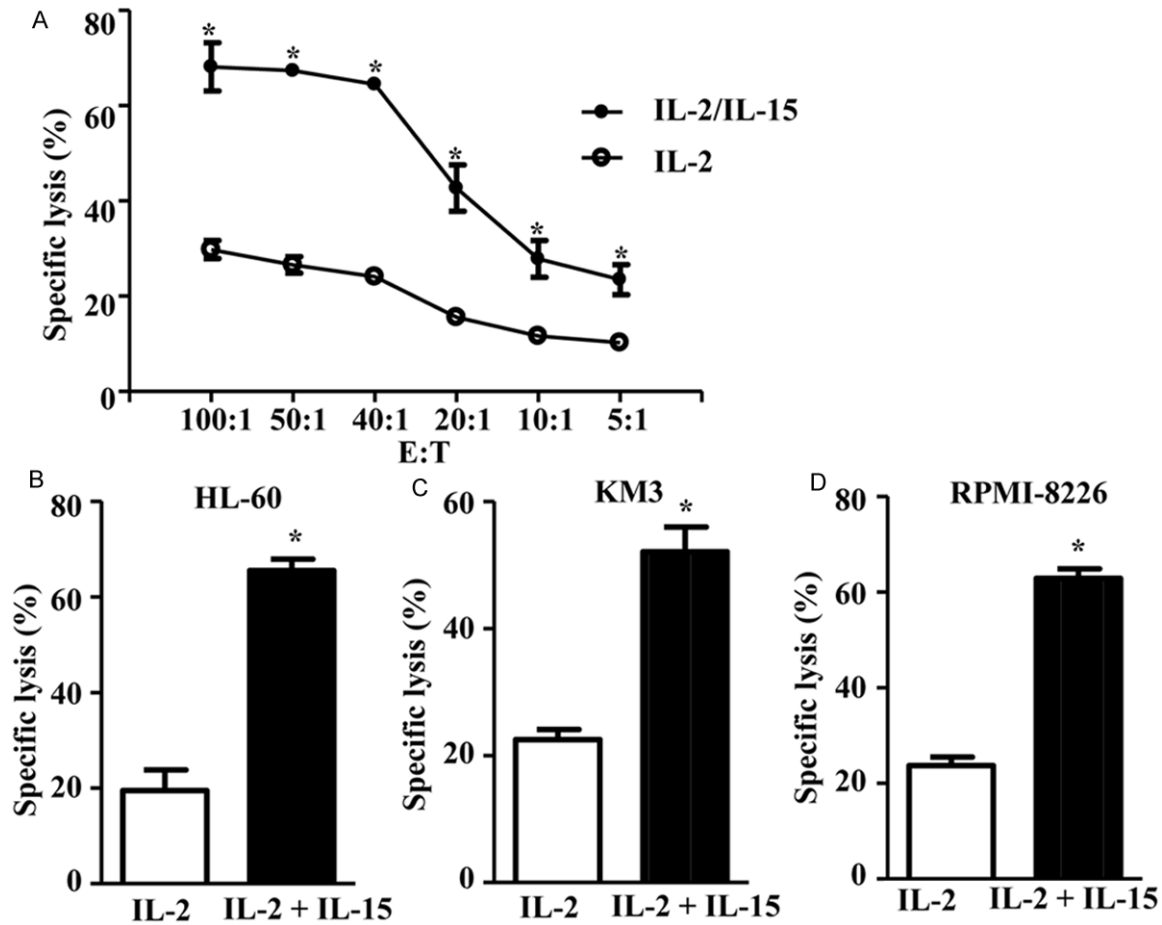 A
80
60
40
20
0
Specific lysis (%)
* * * * * *
IL-2/IL-15
IL-2
100:1 50:1 40:1 20:1 10:1 5:1
E:T
B
HL-60
80
60
40
20
0
Specific lysis (%)
*
IL-2 IL-2 + IL-15
C
KM3
60
40
20
0
Specific lysis (%)
*
IL-2 IL-2 + IL-15
D
RPMI-8226
80
60
40
20
0
Specific lysis (%)
*
IL-2 IL-2 + IL-15